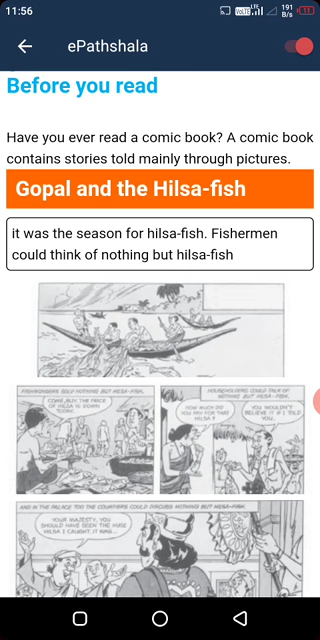 11:56
VoLTE
LTE
191
B/s
11
ePathshala
Before you read
Have you ever read a comic book? A comic book
contains stories told mainly through pictures.
Gopal and the Hilsa-fish
it was the season for hilsa-fish. Fishermen
could think of nothing but hilsa-fish
FISHMONGERS SOLD NOTHING BUT HILSA-FISH.
COME, BUY. THE PRICE
OF HILSA IS DOWN
TODAY.
HOUSEHOLDERS COULD TALK OF
NOTHING BUT HILSA-FISH.
HOW MUCH DID
YOU PAY FOR THAT
HILSA?
YOU WOULDN'T
BELIEVE IT IF I TOLD
YOU.
AND IN THE PALACE TOO THE COURTIERS COULD DISCUSS NOTHING BUT HILSA-FISH.
YOUR MAJESTY, YOU
SHOULD HAVE SEEN THE HUGE
HILSA I CAUGHT. IT WAS...